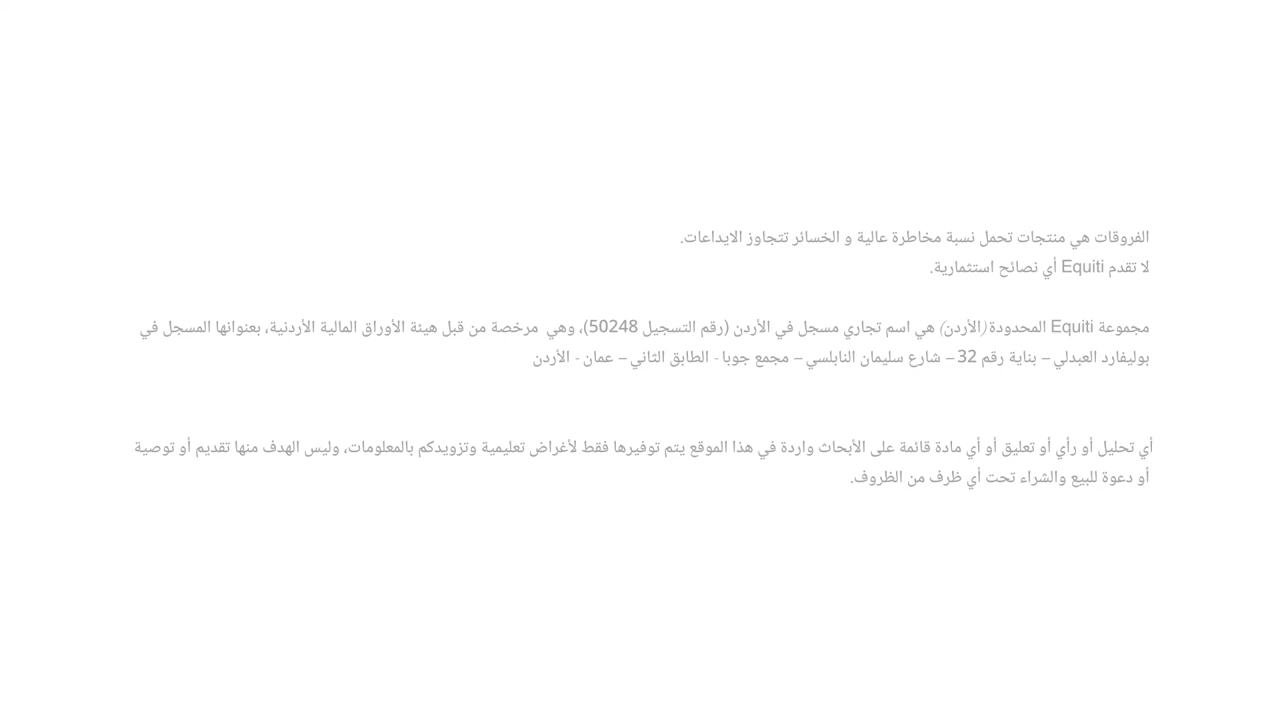 الفروقات هي منتجات تحمل نسبة مخاطرة عالية و الخسائر تتجاوز الايداعات.
لا تقدم Equiti أي نصائح استثمارية.
مجموعة Equiti المحدودة (الأردن) هي اسم تجاري مسجل في الأردن (رقم التسجيل 50248)، وهي مرخصة من قبل هيئة الأوراق المالية الأردنية، بعنوانها المسجل في
بوليفارد العبدلي – بناية رقم 32 – شارع سليمان النابلسي – مجمع جوبا - الطابق الثاني – عمان - الأردن
أي تحليل أو رأي أو تعليق أو أي مادة قائمة على الأبحاث واردة في هذا الموقع يتم توفيرها فقط لأغراض تعليمية وتزويدكم بالمعلومات، وليس الهدف منها تقديم أو توصية
أو دعوة للبيع والشراء تحت أي ظرف من الظروف.